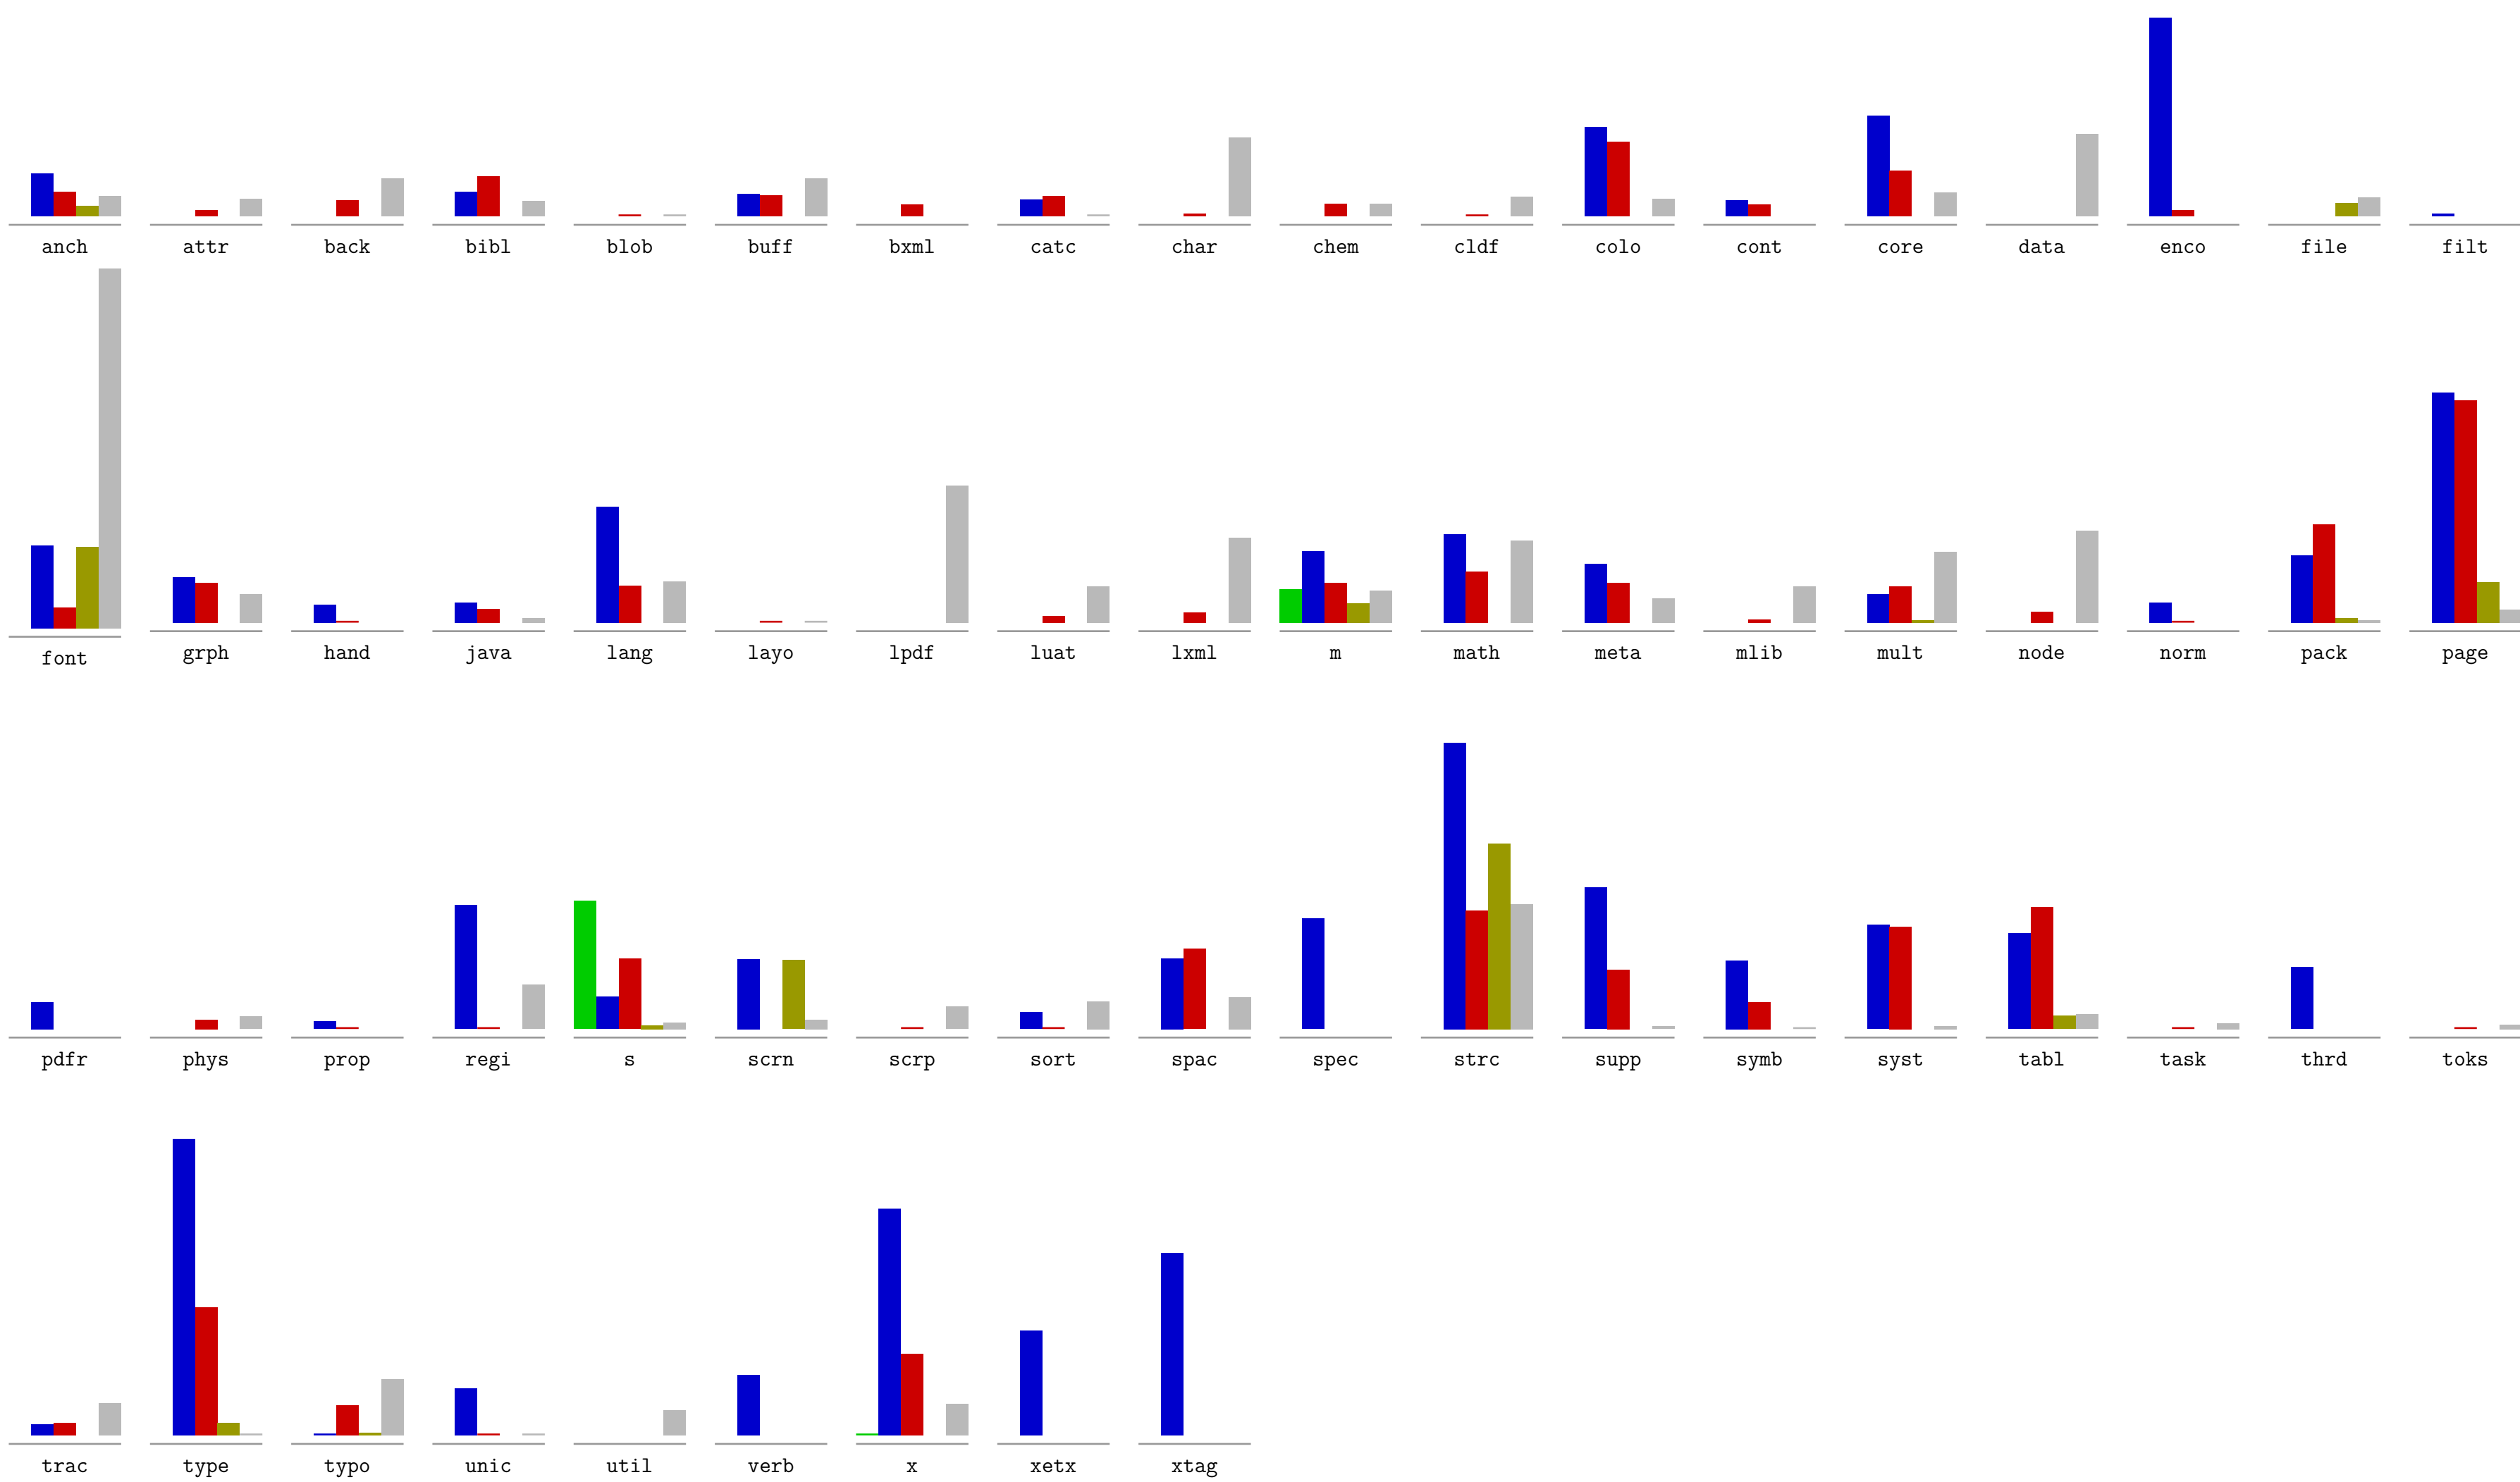 anch attr back bibl blob buff bxml catc char chem cldf colo cont core data enco file filt
font grph hand java lang layo lpdf luat lxml m math meta mlib mult node norm pack page
pdfr phys prop regi s scrn scrp sort spac spec strc supp symb syst tabl task thrd toks
trac type typo unic util verb x xetx xtag